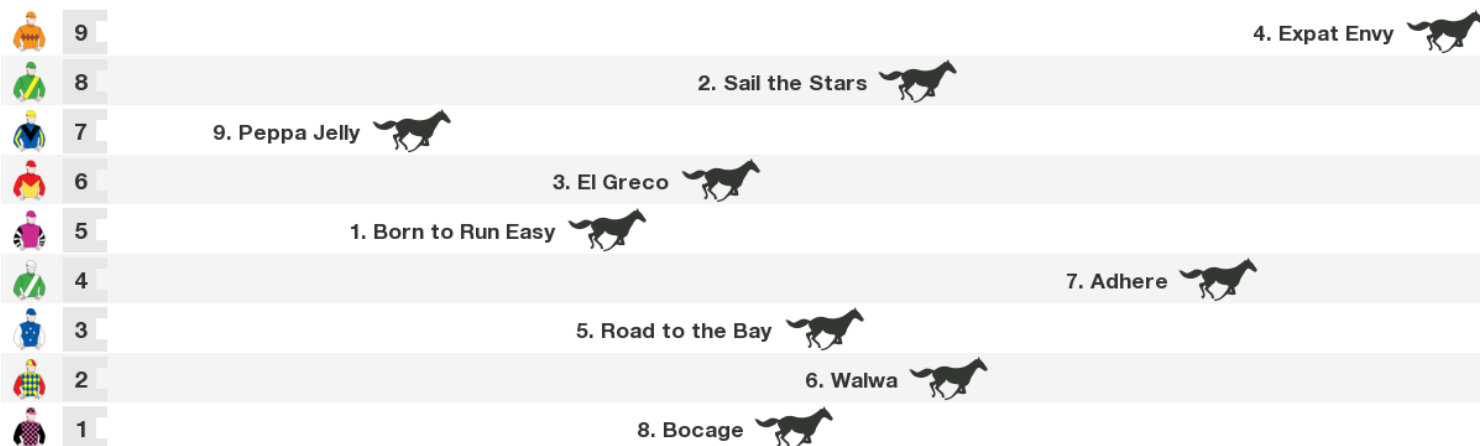 9 4. Expat Envy
8 2. Sail the Stars
7 9. Peppa Jelly
6 3. El Greco
5 1. Born to Run Easy
4 7. Adhere
3 5. Road to the Bay
2 6. Walwa
1 8. Bocage